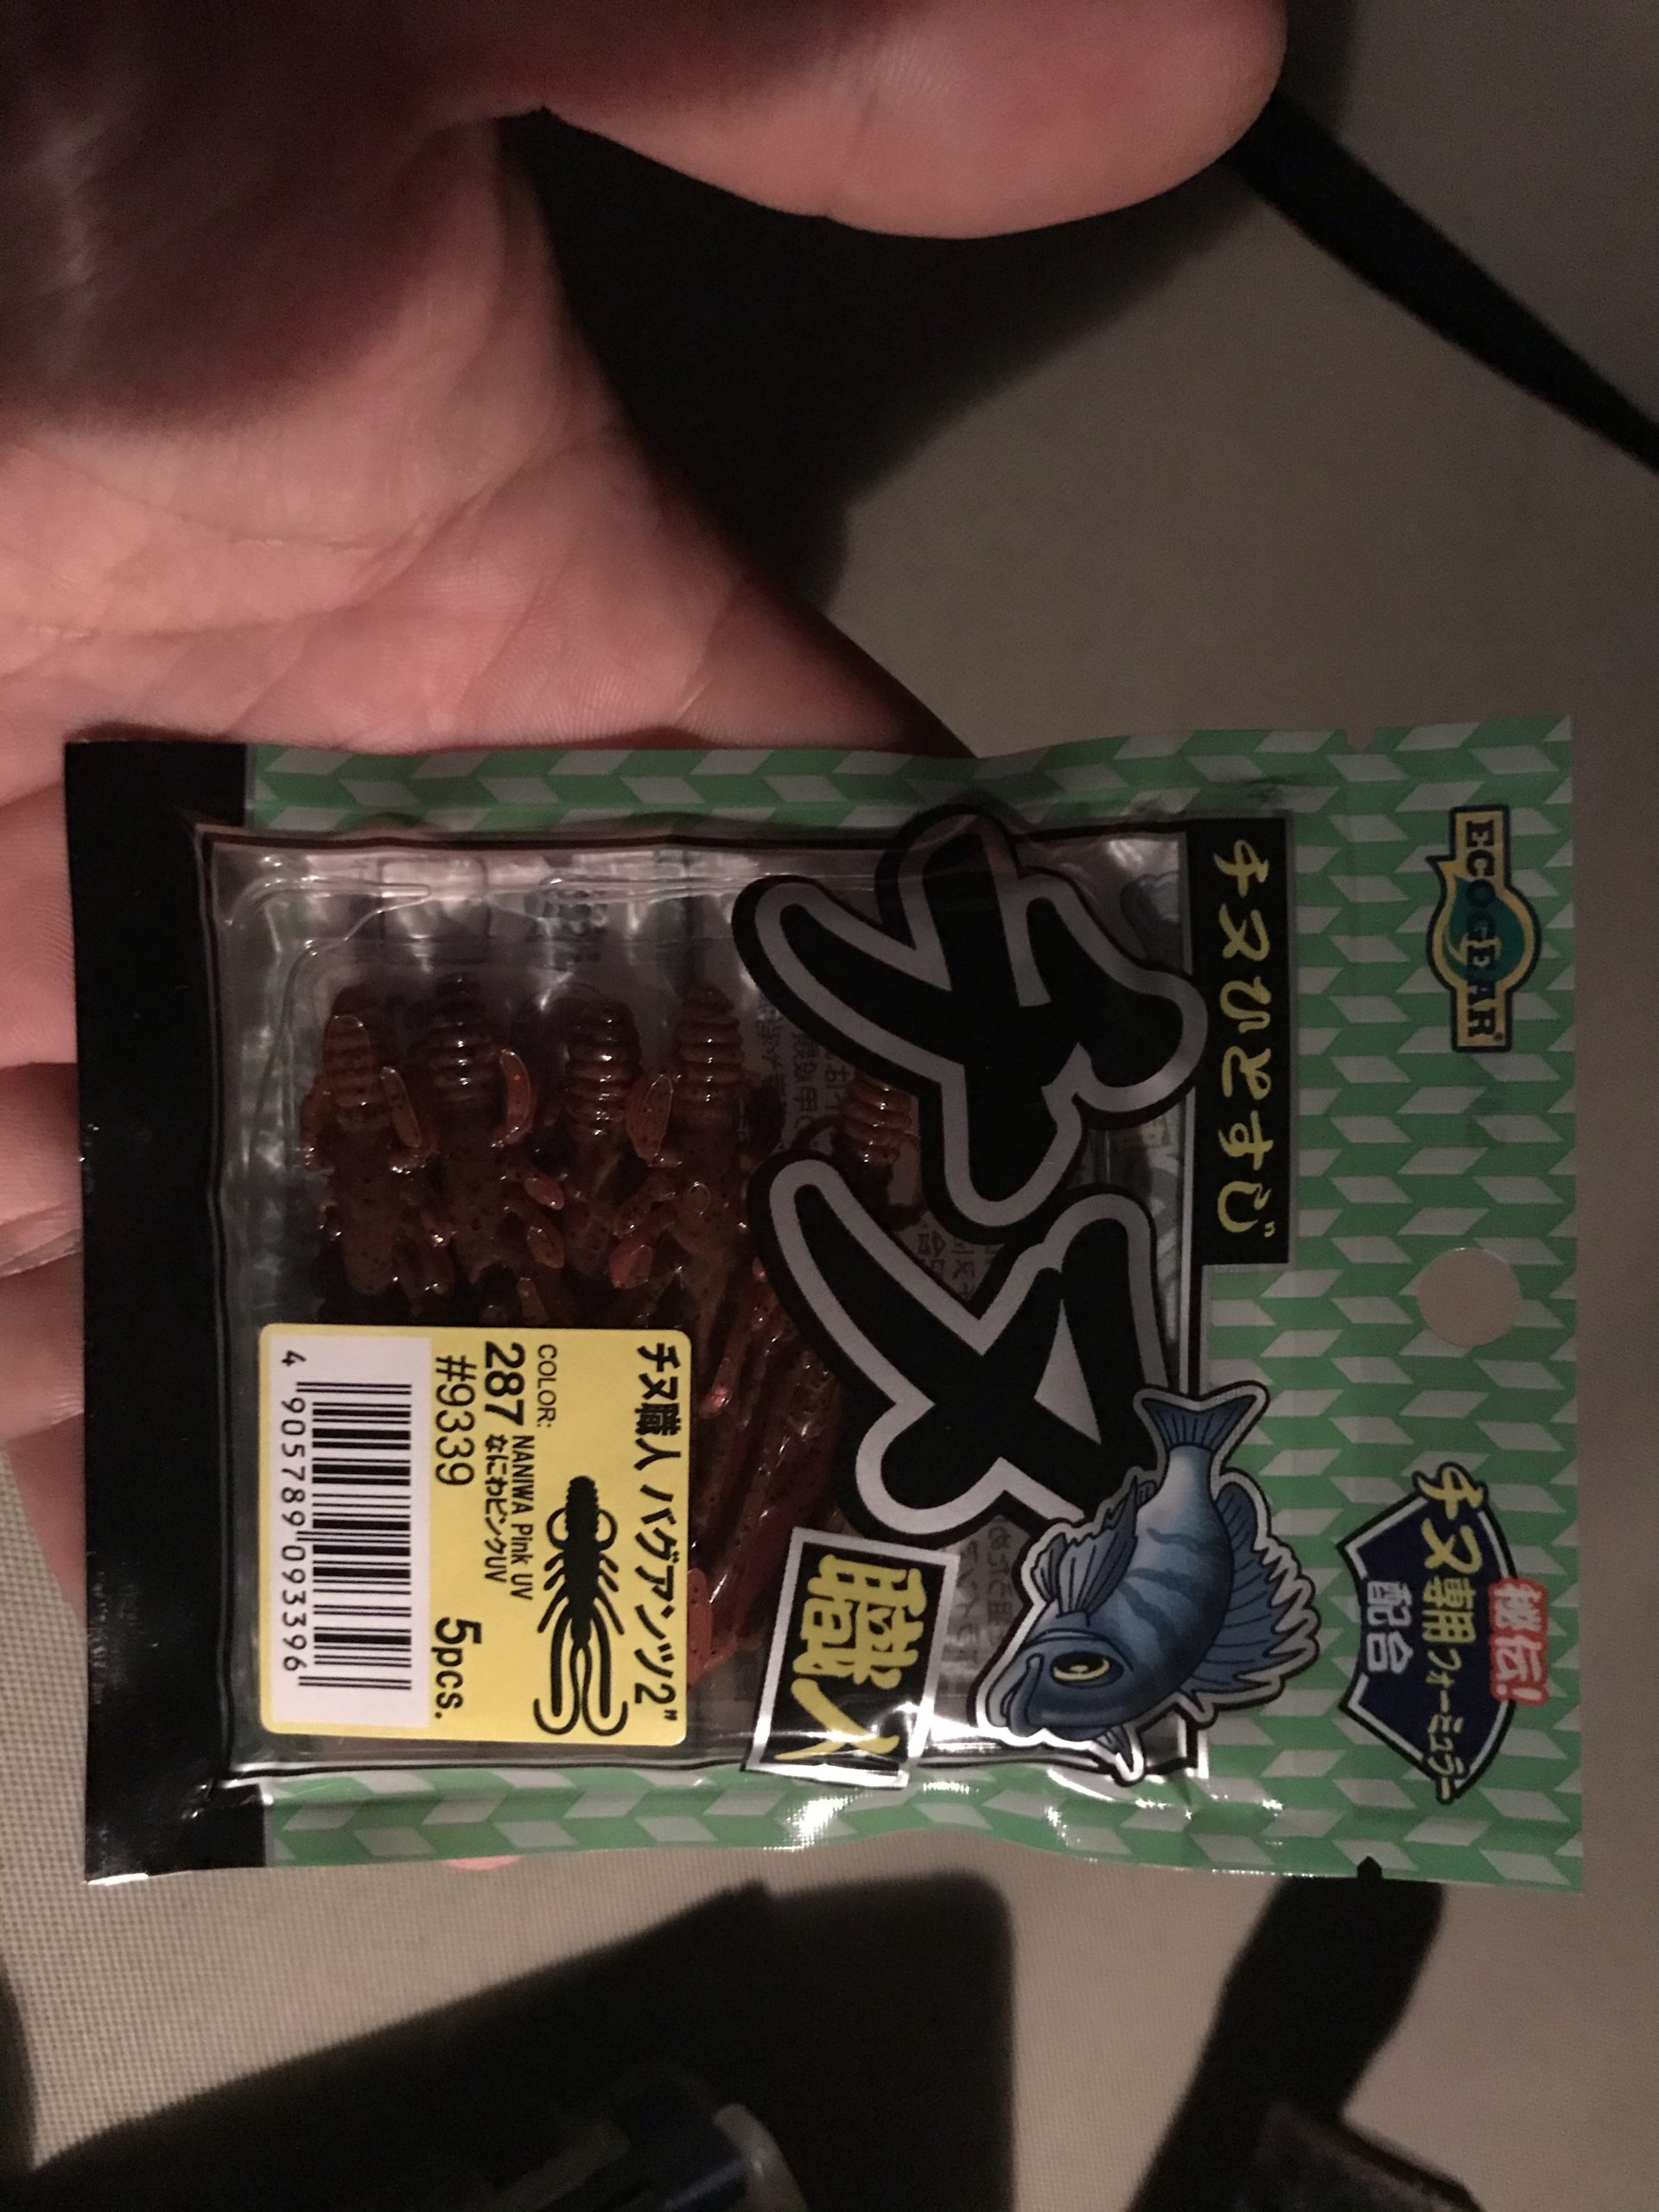 ECOGEAR®
秘伝!
チヌ専用フォーミュラー
配合
チヌひとすじ
チヌ
職人
チヌ職人 バグアンツ2"
COLOR:
287 NANIWA Pink UV
なにわピンクUV
#9339
5pcs.
4 905789 093396